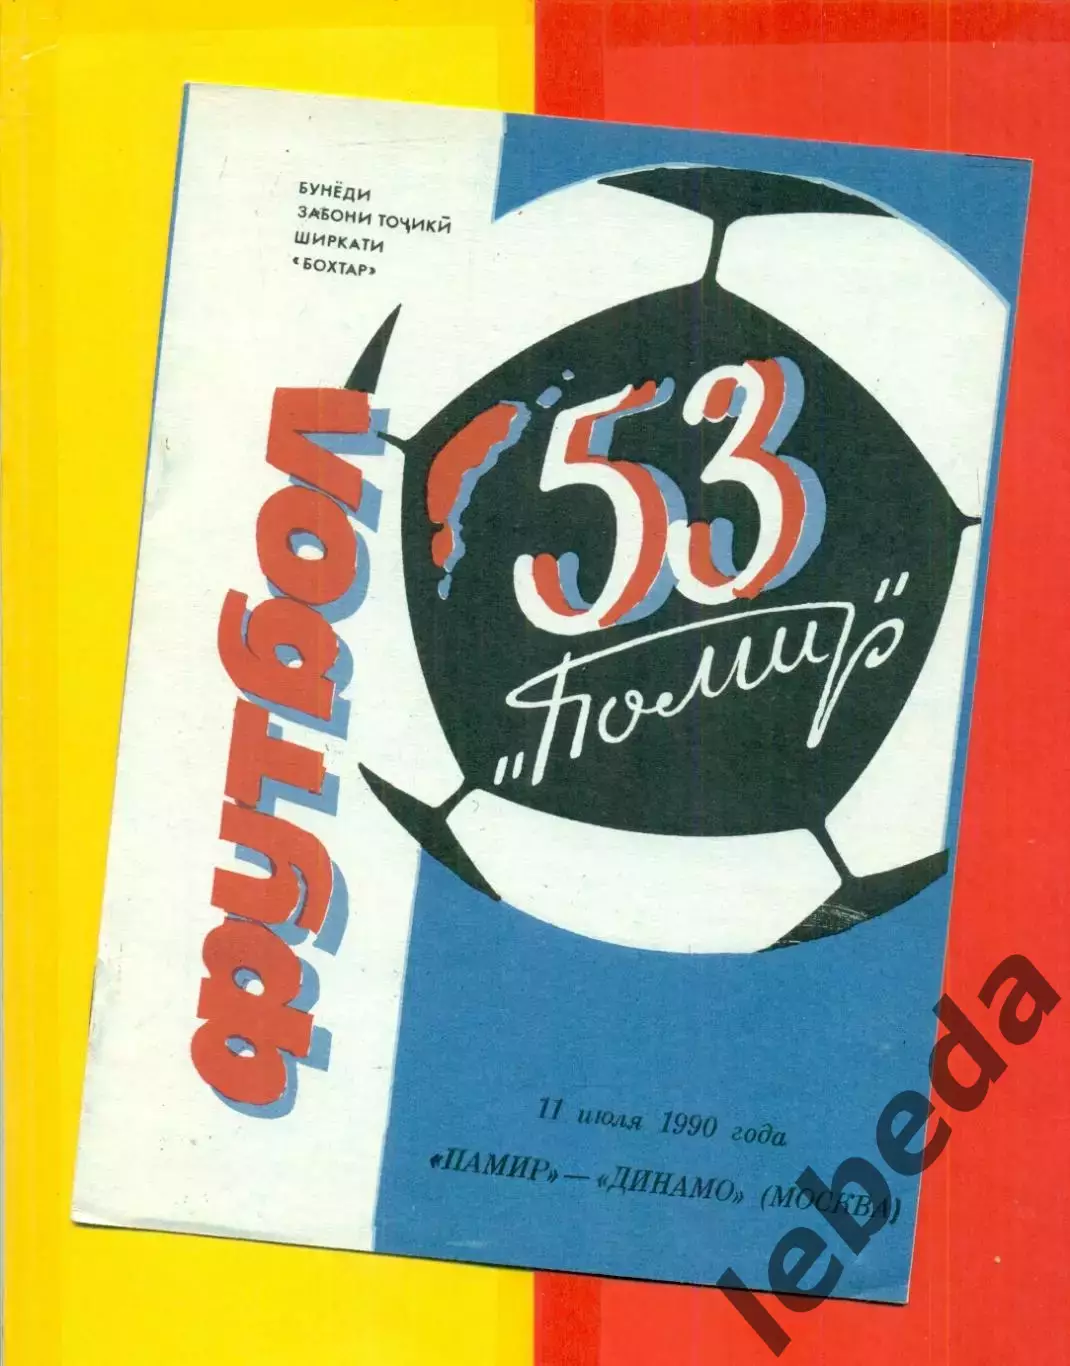 БУНЁДИ
ЗАБОНИ ТОҶИКӢ
ШИРКАТИ
«БОХТАР»
футбол
53
„Помир"
11 июля 1990 года
«ПАМИР» — «ДИНАМО» (МОСКВА)
lebeda